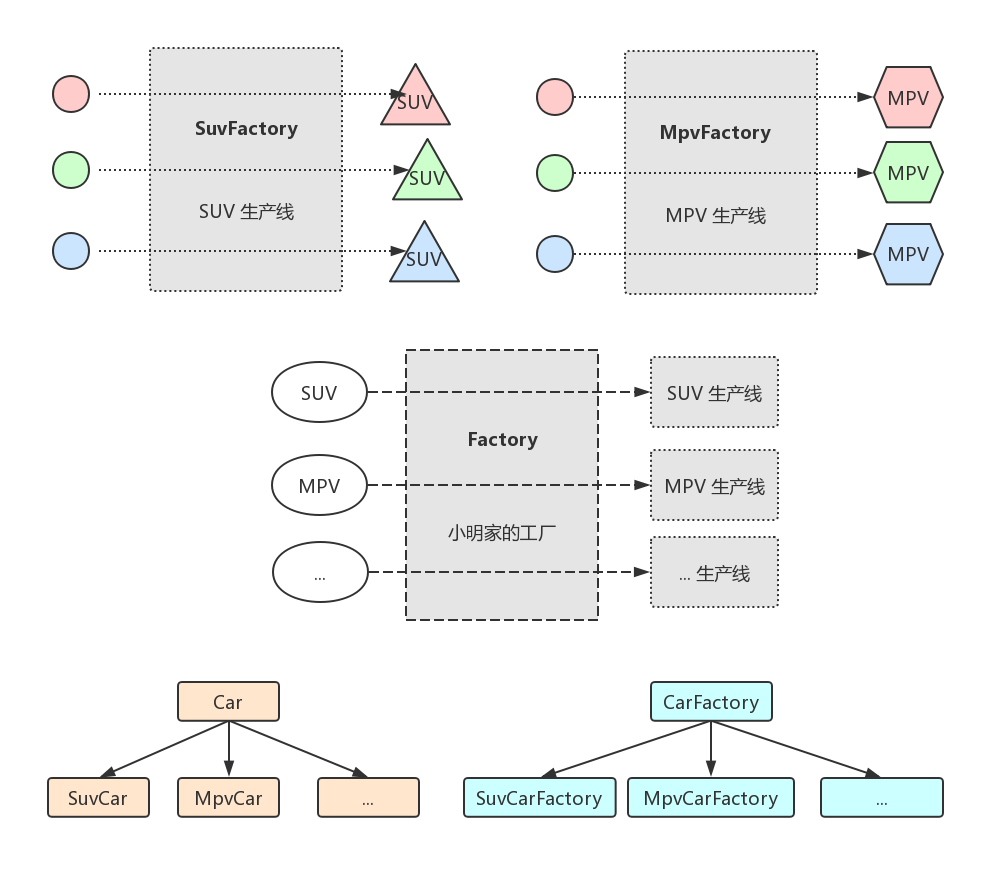 SuvFactory
SUV 生产线
SUV
SUV
SUV
MpvFactory
MPV 生产线
MPV
MPV
MPV
SUV
MPV
...
Factory
小明家的工厂
SUV 生产线
MPV 生产线
... 生产线
Car
SuvCar
MpvCar
...
CarFactory
SuvCarFactory
MpvCarFactory
...